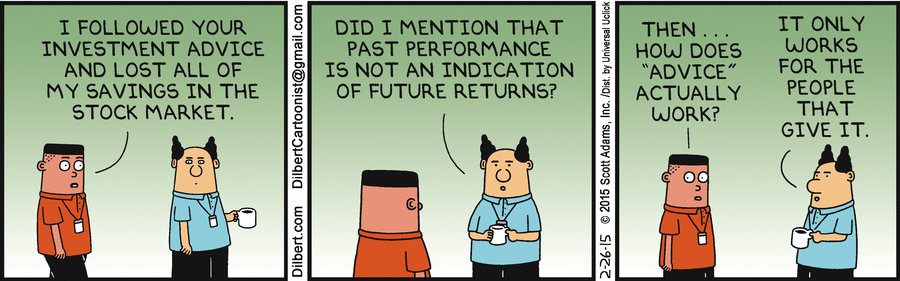 I FOLLOWED YOUR
INVESTMENT ADVICE
AND LOST ALL OF
MY SAVINGS IN THE
STOCK MARKET.
Dilbert.com DilbertCartoonist@gmail.com
DID I MENTION THAT
PAST PERFORMANCE
IS NOT AN INDICATION
OF FUTURE RETURNS?
2-26-15 © 2015 Scott Adams, Inc. /Dist. by Universal Uclick
THEN...
HOW DOES
"ADVICE"
ACTUALLY
WORK?
IT ONLY
WORKS
FOR THE
PEOPLE
THAT
GIVE IT.